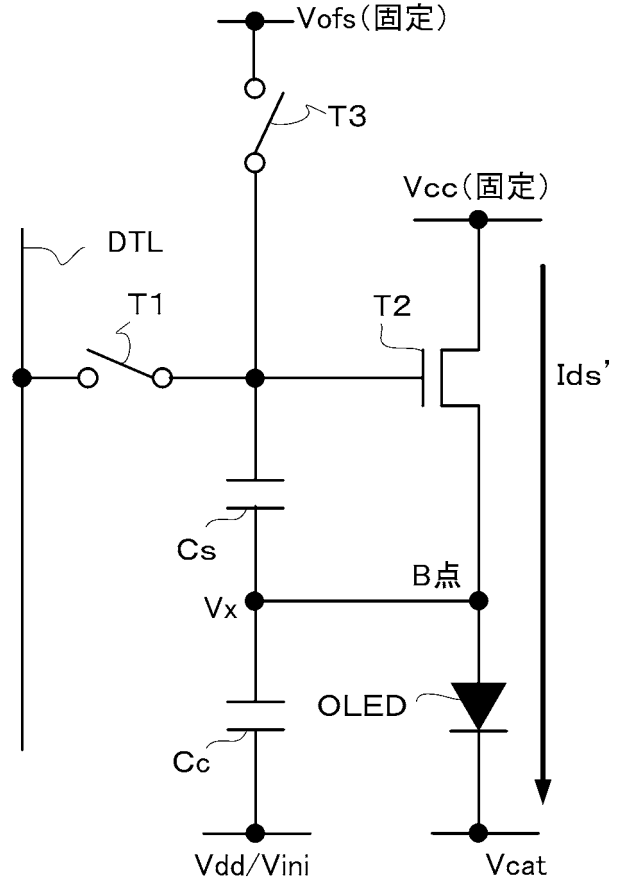 Vofs(固定)
T3
Vcc(固定)
DTL
T1
T2
Ids'
Cs
B点
Vx
OLED
Cc
Vdd/Vini
Vcat